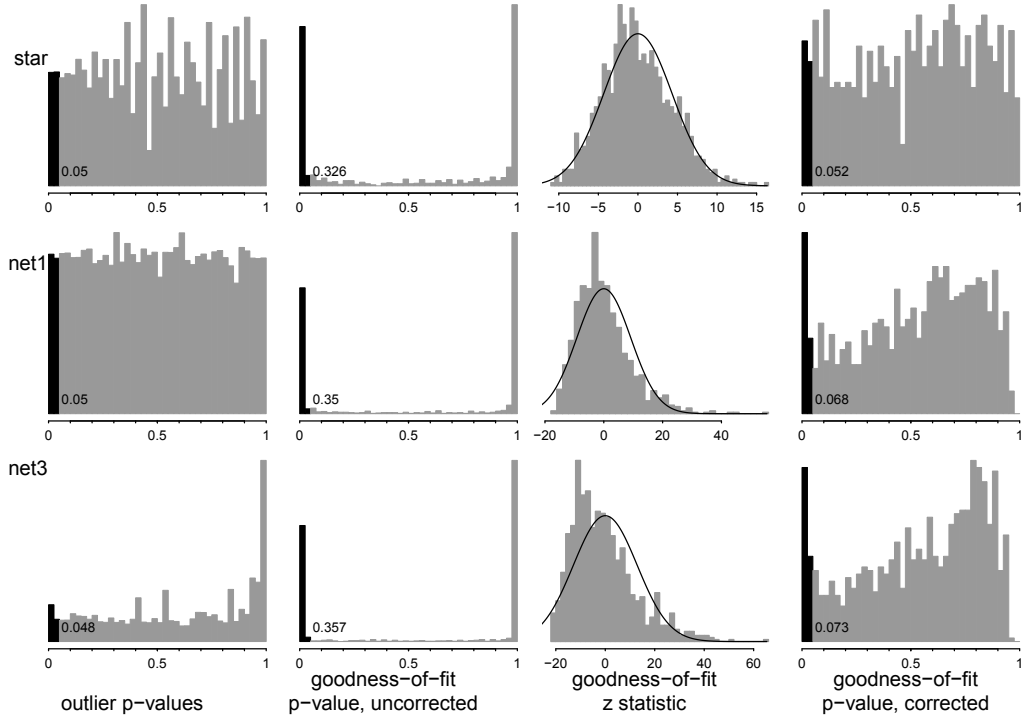 star
0.05
0.326
0.052
0 0.5 1
0 0.5 1
−10 −5 0 5 10 15
0 0.5 1
net1
0.05
0.35
0.068
0 0.5 1
0 0.5 1
−20 0 20 40
0 0.5 1
net3
0.048
0.357
0.073
0 0.5 1
0 0.5 1
−20 0 20 40 60
0 0.5 1
outlier p−values
goodness−of−fit
p−value, uncorrected
goodness−of−fit
z statistic
goodness−of−fit
p−value, corrected